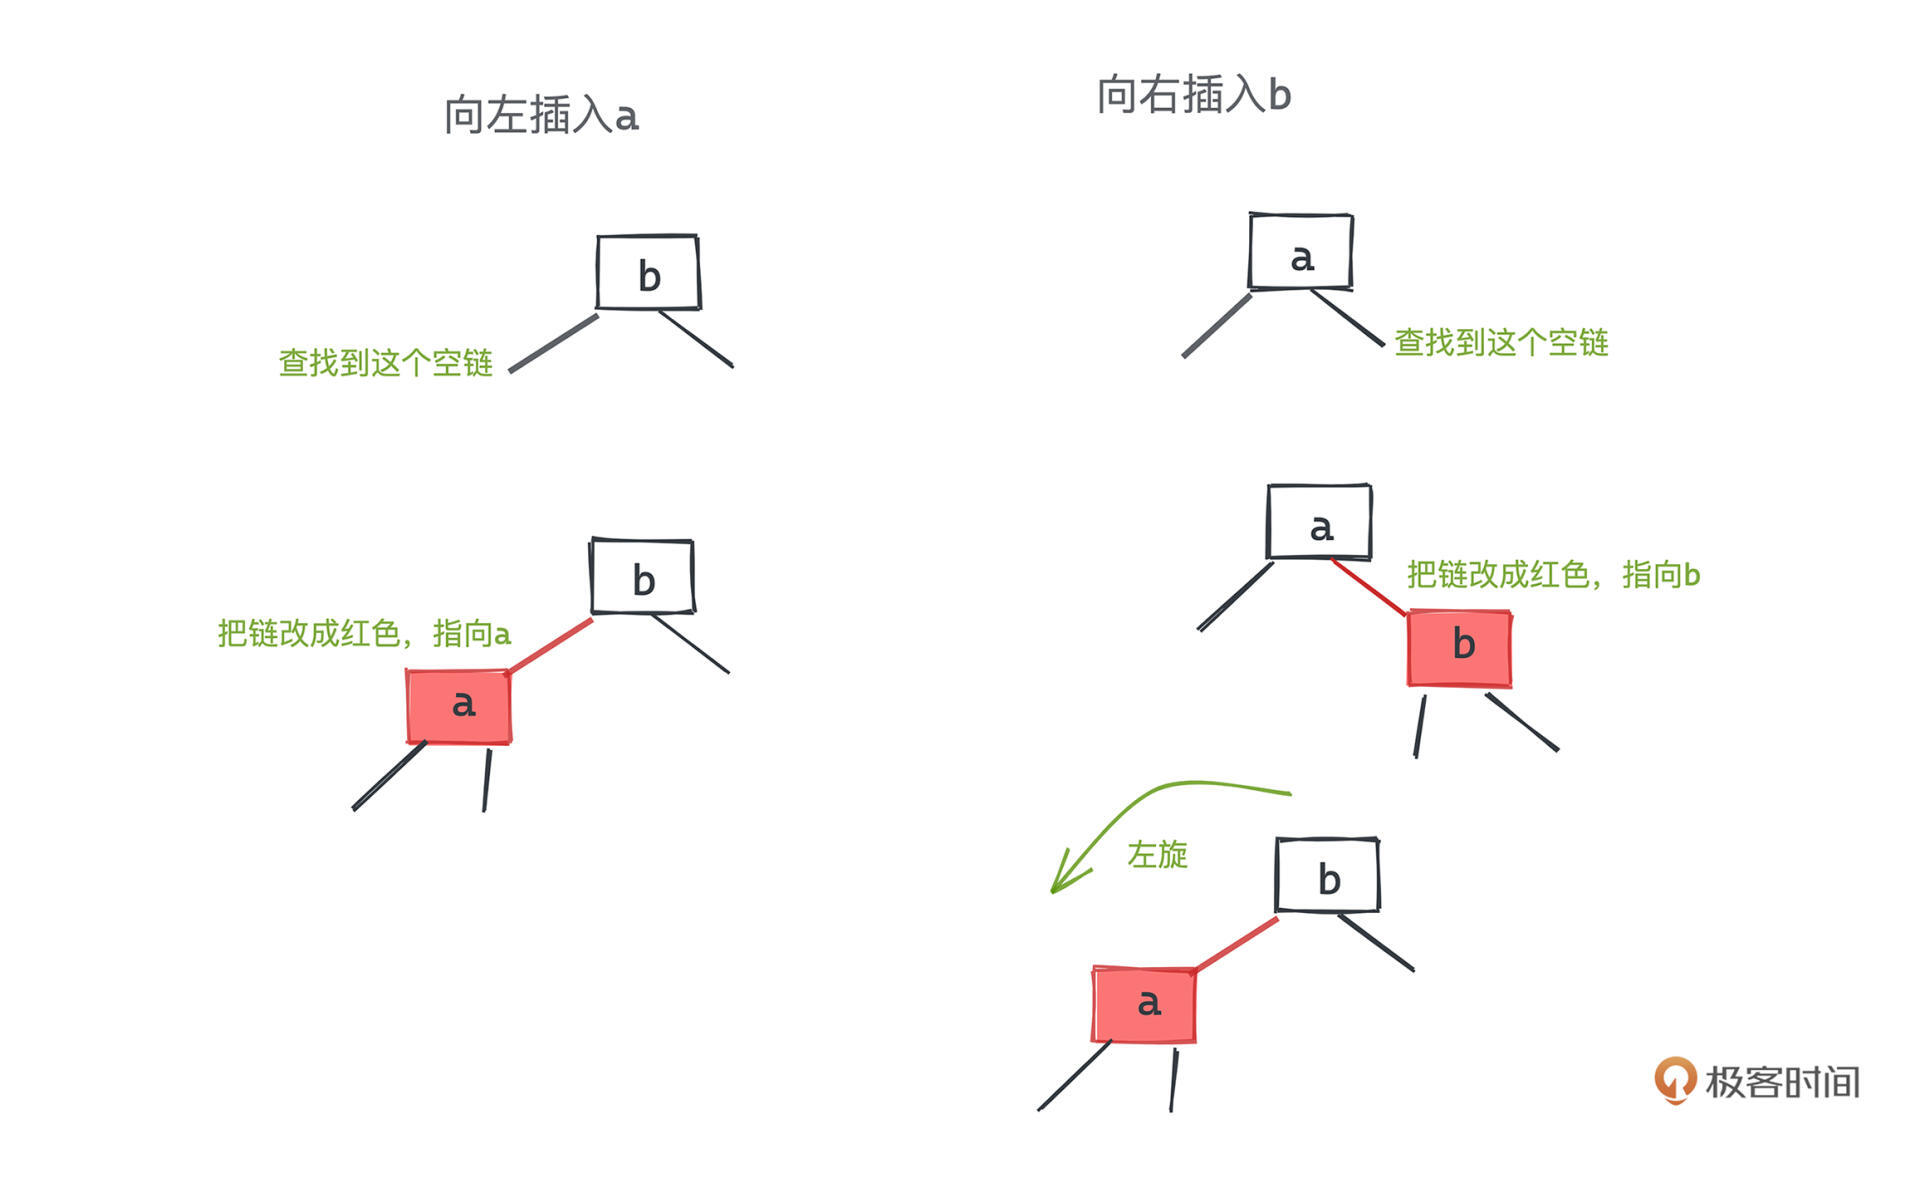 向左插入a
b
查找到这个空链
b
把链改成红色，指向a
a
向右插入b
a
查找到这个空链
a
把链改成红色，指向b
b
左旋
b
a
极客时间